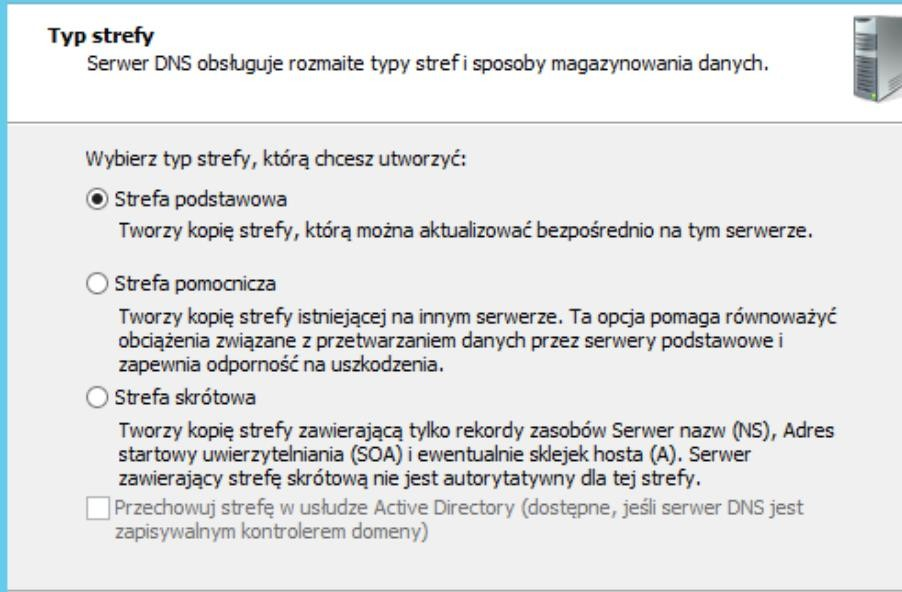 Typ strefy
Serwer DNS obsługuje rozmaite typy stref i sposoby magazynowania danych.
Wybierz typ strefy, którą chcesz utworzyć:
Strefa podstawowa
Tworzy kopię strefy, którą można aktualizować bezpośrednio na tym serwerze.
Strefa pomocnicza
Tworzy kopię strefy istniejącej na innym serwerze. Ta opcja pomaga równoważyć
obciążenia związane z przetwarzaniem danych przez serwery podstawowe i
zapewnia odporność na uszkodzenia.
Strefa skrótowa
Tworzy kopię strefy zawierającą tylko rekordy zasobów Serwer nazw (NS), Adres
startowy uwierzytelniania (SOA) i ewentualnie sklejek hosta (A). Serwer
zawierający strefę skrótową nie jest autorytatywny dla tej strefy.
Przechowuj strefę w usłudze Active Directory (dostępne, jeśli serwer DNS jest
zapisywalnym kontrolerem domeny)